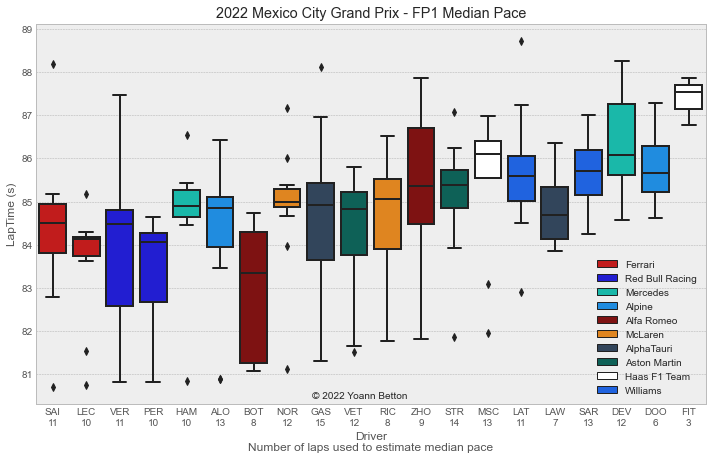 2022 Mexico City Grand Prix - FP1 Median Pace
LapTime (s)
89
88
87
86
85
84
83
82
81
Ferrari
Red Bull Racing
Mercedes
Alpine
Alfa Romeo
McLaren
AlphaTauri
Aston Martin
Haas F1 Team
Williams
© 2022 Yoann Betton
SAI LEC VER PER HAM ALO BOT NOR GAS VET RIC ZHO STR MSC LAT LAW SAR DEV DOO FIT
11 10 11 10 10 13 8 12 15 12 8 9 14 13 11 7 13 12 6 3
Driver
Number of laps used to estimate median pace